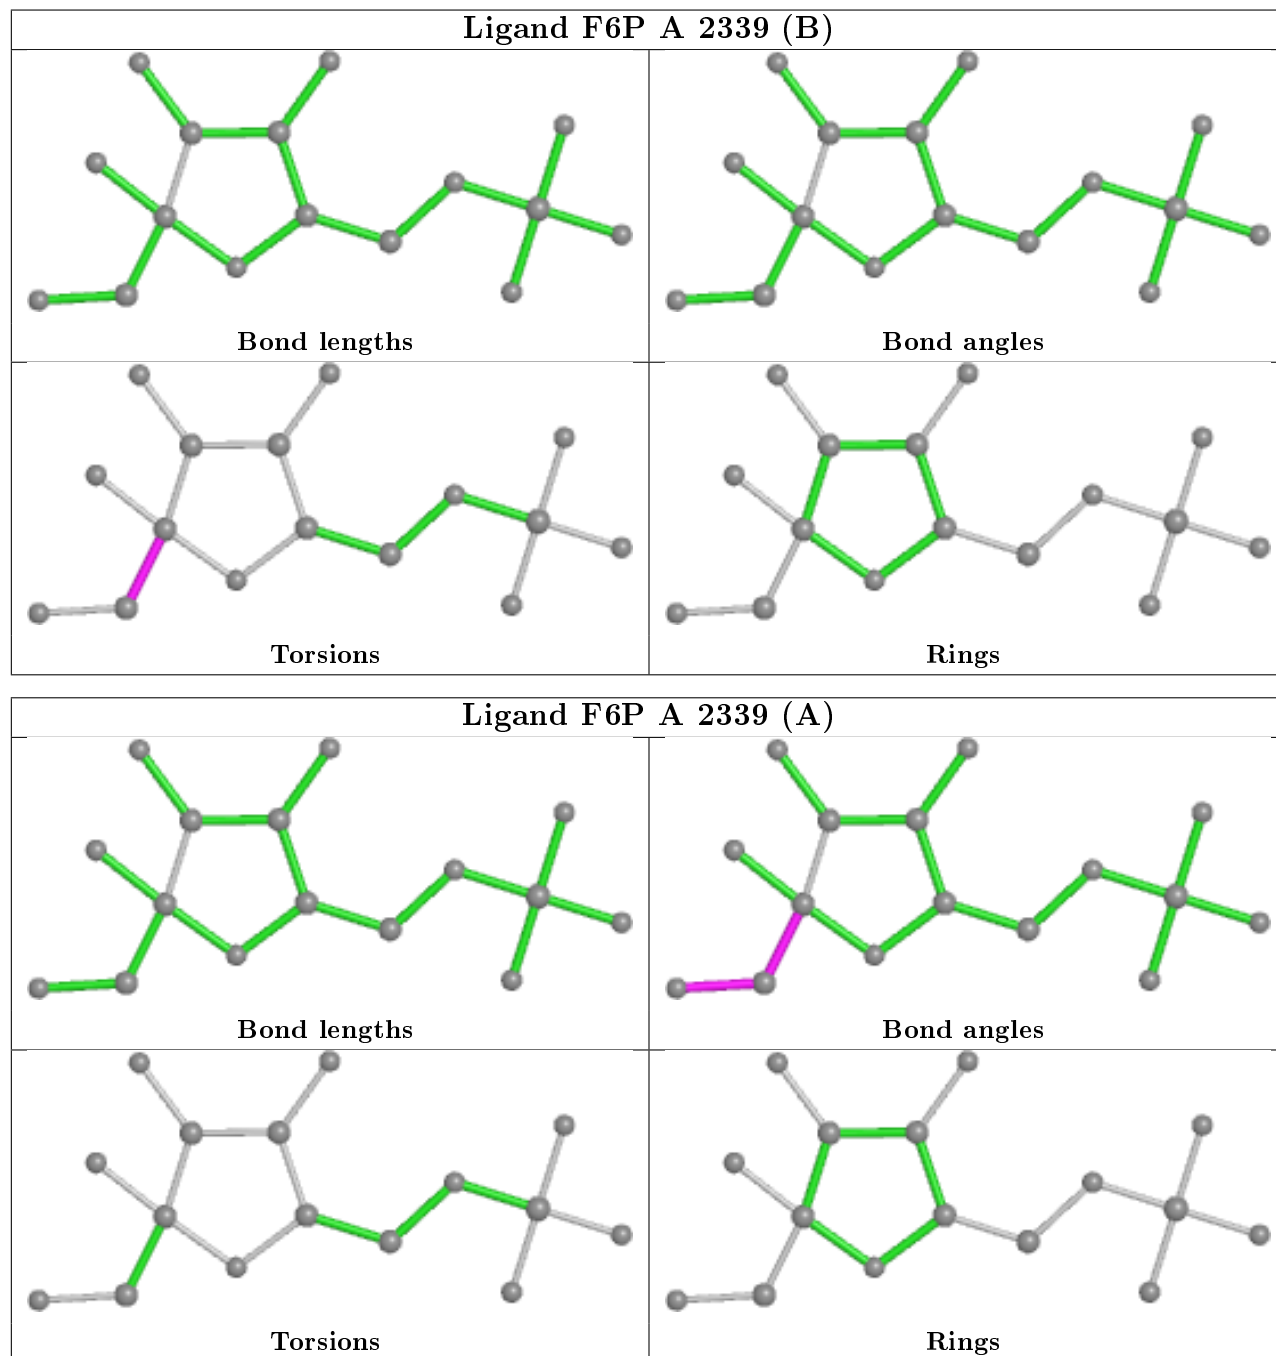 Ligand F6P A 2339 (B)
Bond lengths
Bond angles
Torsions
Rings
Ligand F6P A 2339 (A)
Bond lengths
Bond angles
Torsions
Rings